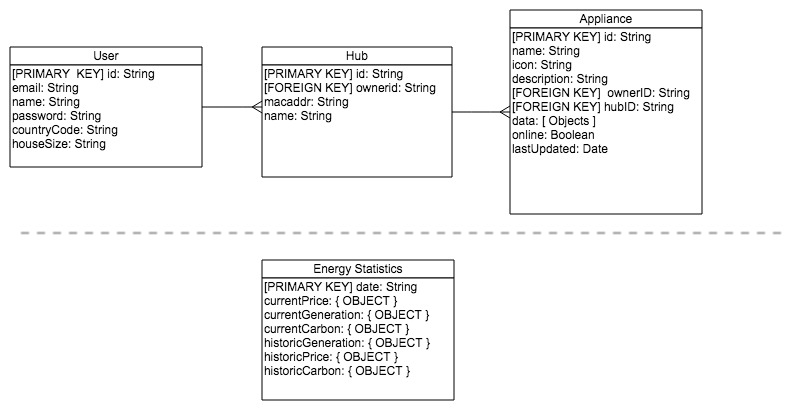 User
[PRIMARY  KEY] id: String
email: String
name: String
password: String
countryCode: String
houseSize: String
Hub
[PRIMARY KEY] id: String
[FOREIGN KEY] ownerid: String
macaddr: String
name: String
Appliance
[PRIMARY KEY] id: String
name: String
icon: String
description: String
[FOREIGN KEY]  ownerID: String
[FOREIGN KEY] hubID: String
data: [ Objects ]
online: Boolean
lastUpdated: Date
Energy Statistics
[PRIMARY KEY] date: String
currentPrice: { OBJECT }
currentGeneration: { OBJECT }
currentCarbon: { OBJECT }
historicGeneration: { OBJECT }
historicPrice: { OBJECT }
historicCarbon: { OBJECT }